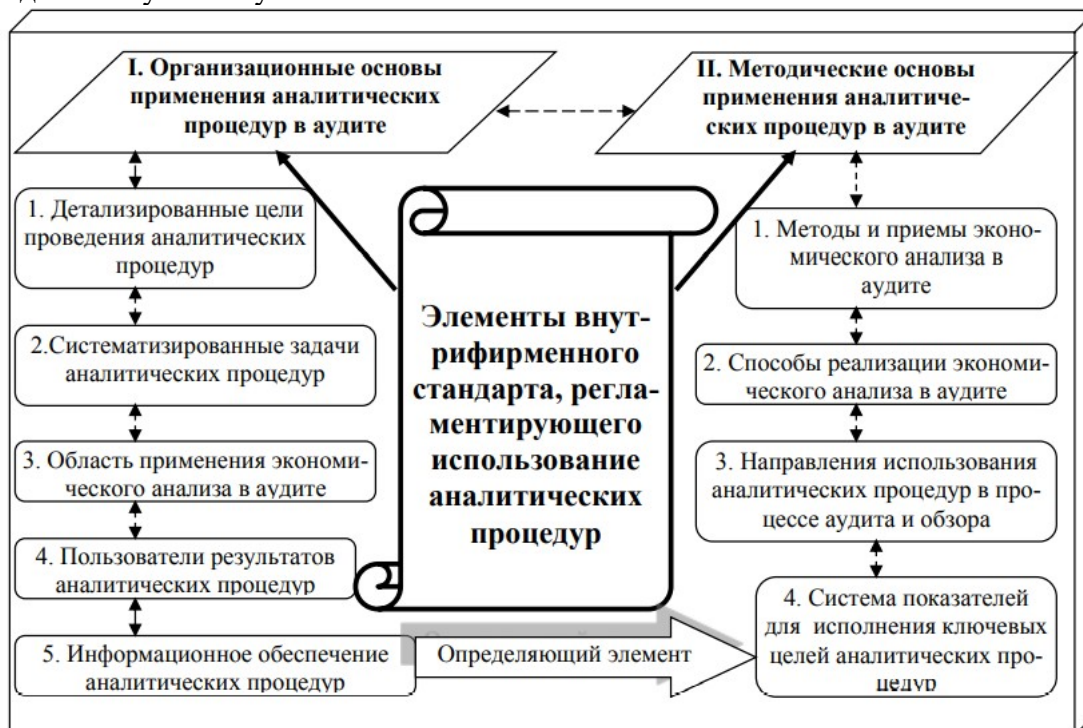 I. Организационные основы
применения аналитических
процедур в аудите
II. Методические основы
применения аналитиче-
ских процедур в аудите
1. Детализированные цели
проведения аналитических
процедур
2.Систематизированные задачи
аналитических процедур
3. Область применения экономи-
ческого анализа в аудите
4. Пользователи результатов
аналитических процедур
5. Информационное обеспечение
аналитических процедур
Элементы внут-
рифирменного
стандарта, регла-
ментирующего
использование
аналитических
процедур
Определяющий элемент
1. Методы и приемы эконо-
мического анализа в
аудите
2. Способы реализации экономи-
ческого анализа в аудите
3. Направления использования
аналитических процедур в про-
цессе аудита и обзора
4. Система показателей
для исполнения ключевых
целей аналитических про-
цедур